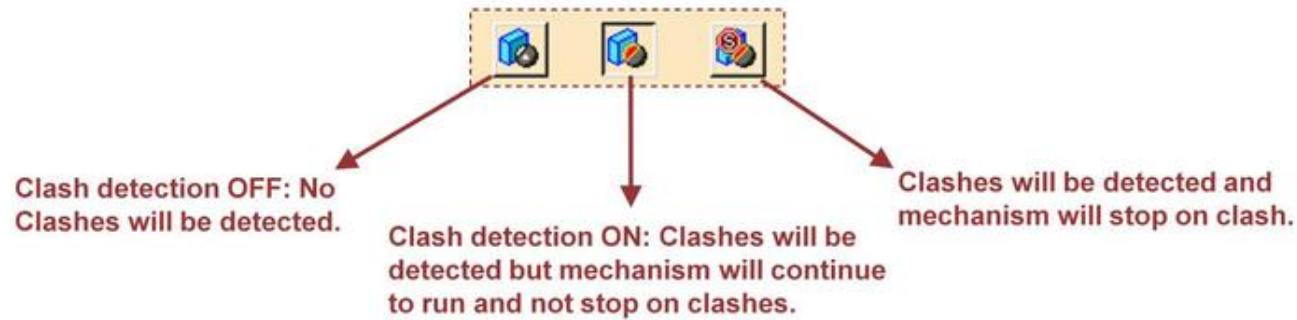 S
Clash detection OFF: No
Clashes will be detected.
Clash detection ON: Clashes will be
detected but mechanism will continue
to run and not stop on clashes.
Clashes will be detected and
mechanism will stop on clash.